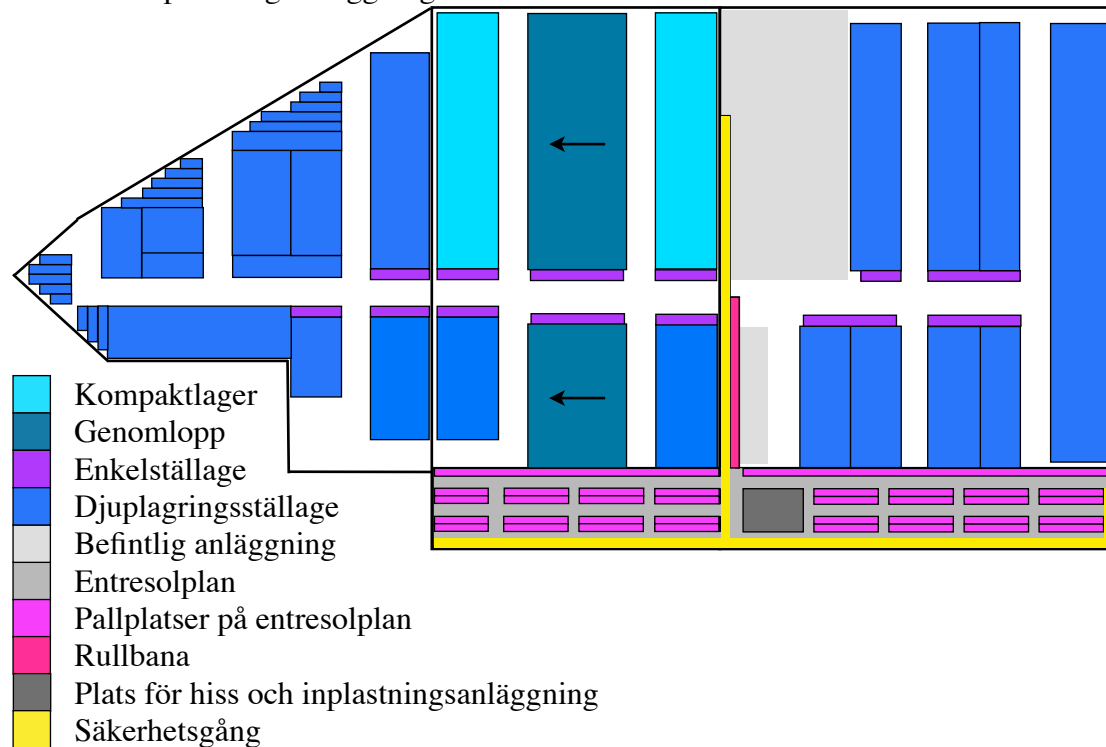 Kompaktlager
Genomlopp
Enkelställage
Djuplagringsställage
Befintlig anläggning
Entresolplan
Pallplatser på entresolplan
Rullbana
Plats för hiss och inplastningsanläggning
Säkerhetsgång